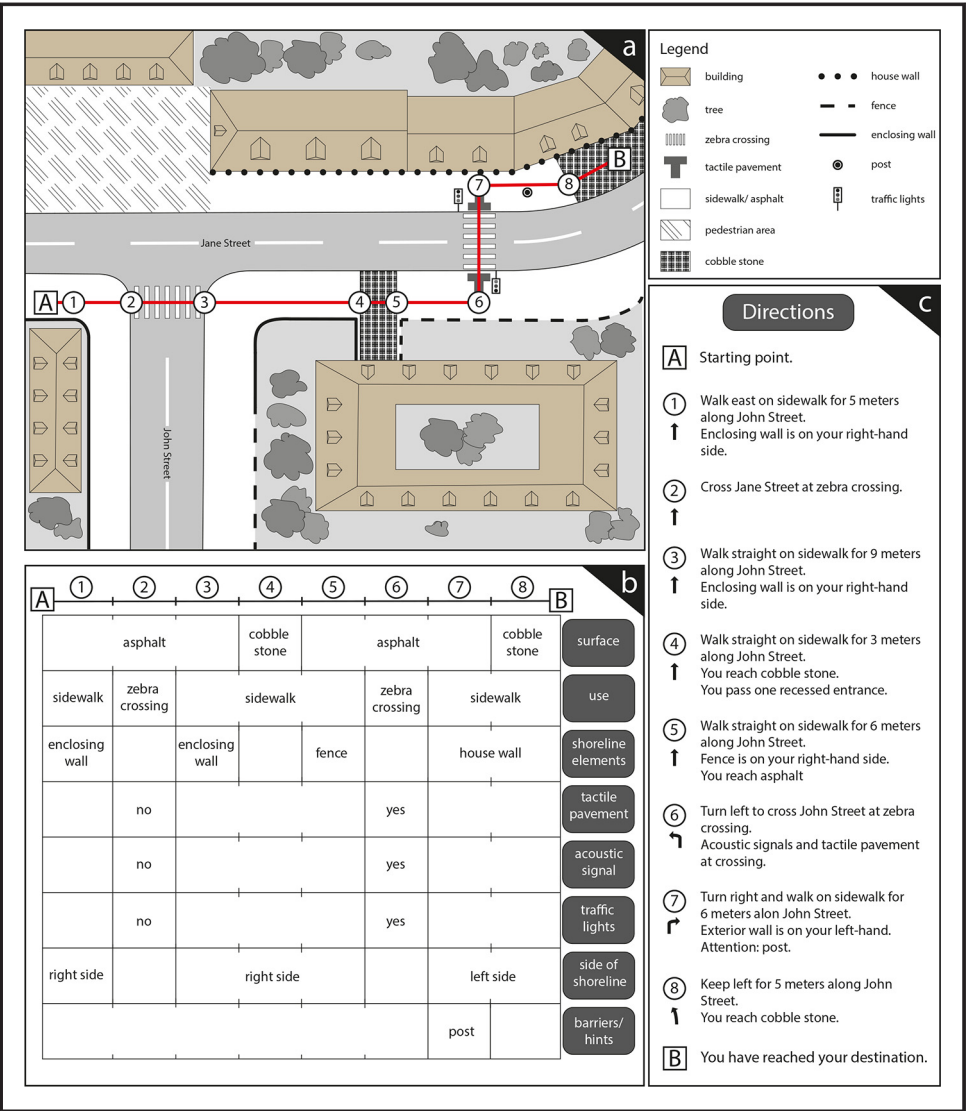 a
A
1
2
3
4
5
6
7
8
B
Jane Street
John Street
Legend
building
tree
zebra crossing
tactile pavement
sidewalk/ asphalt
pedestrian area
cobble stone
house wall
fence
enclosing wall
post
traffic lights
b
A
1
2
3
4
5
6
7
8
B
asphalt
cobble
stone
asphalt
cobble
stone
surface
sidewalk
zebra
crossing
sidewalk
zebra
crossing
sidewalk
use
enclosing
wall
enclosing
wall
fence
house wall
shoreline
elements
no
yes
tactile
pavement
no
yes
acoustic
signal
no
yes
traffic
lights
right side
right side
left side
side of
shoreline
post
barriers/
hints
c
Directions
A Starting point.
1 Walk east on sidewalk for 5 meters
along John Street.
Enclosing wall is on your right-hand
side.
2 Cross Jane Street at zebra crossing.
3 Walk straight on sidewalk for 9 meters
along John Street.
Enclosing wall is on your right-hand
side.
4 Walk straight on sidewalk for 3 meters
along John Street.
You reach cobble stone.
You pass one recessed entrance.
5 Walk straight on sidewalk for 6 meters
along John Street.
Fence is on your right-hand side.
You reach asphalt
6 Turn left to cross John Street at zebra
crossing.
Acoustic signals and tactile pavement
at crossing.
7 Turn right and walk on sidewalk for
6 meters alon John Street.
Exterior wall is on your left-hand.
Attention: post.
8 Keep left for 5 meters along John
Street.
You reach cobble stone.
B You have reached your destination.